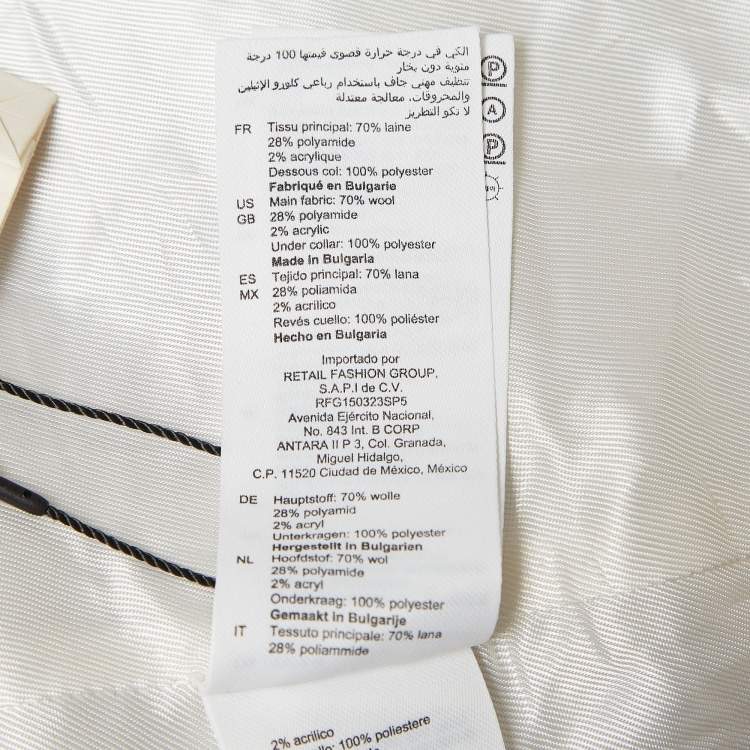 الكي في درجة حرارة قصوى قيمتها 100 درجة
مئوية دون بخار
تنظيف مهني جاف باستخدام رباعي كلورو الإثيلين
والمحروقات، معالجة معتدلة
لا تكو التطريز
P
A
P
FR Tissu principal: 70% laine
28% polyamide
2% acrylique
Dessous col: 100% polyester
Fabriqué en Bulgarie
US Main fabric: 70% wool
GB 28% polyamide
2% acrylic
Under collar: 100% polyester
Made in Bulgaria
ES Tejido principal: 70% lana
MX 28% poliamida
2% acrilico
Revés cuello: 100% poliéster
Hecho en Bulgaria
Importado por
RETAIL FASHION GROUP,
S.A.P.I de C.V.
RFG150323SP5
Avenida Ejército Nacional,
No. 843 Int. B CORP
ANTARA II P 3, Col. Granada,
Miguel Hidalgo,
C.P. 11520 Ciudad de México, México
DE Hauptstoff: 70% wolle
28% polyamid
2% acryl
Unterkragen: 100% polyester
Hergestellt in Bulgarien
NL Hoofdstof: 70% wol
28% polyamide
2% acryl
Onderkraag: 100% polyester
Gemaakt in Bulgarije
IT Tessuto principale: 70% lana
28% poliammide
2% acrilico
100% poliestere